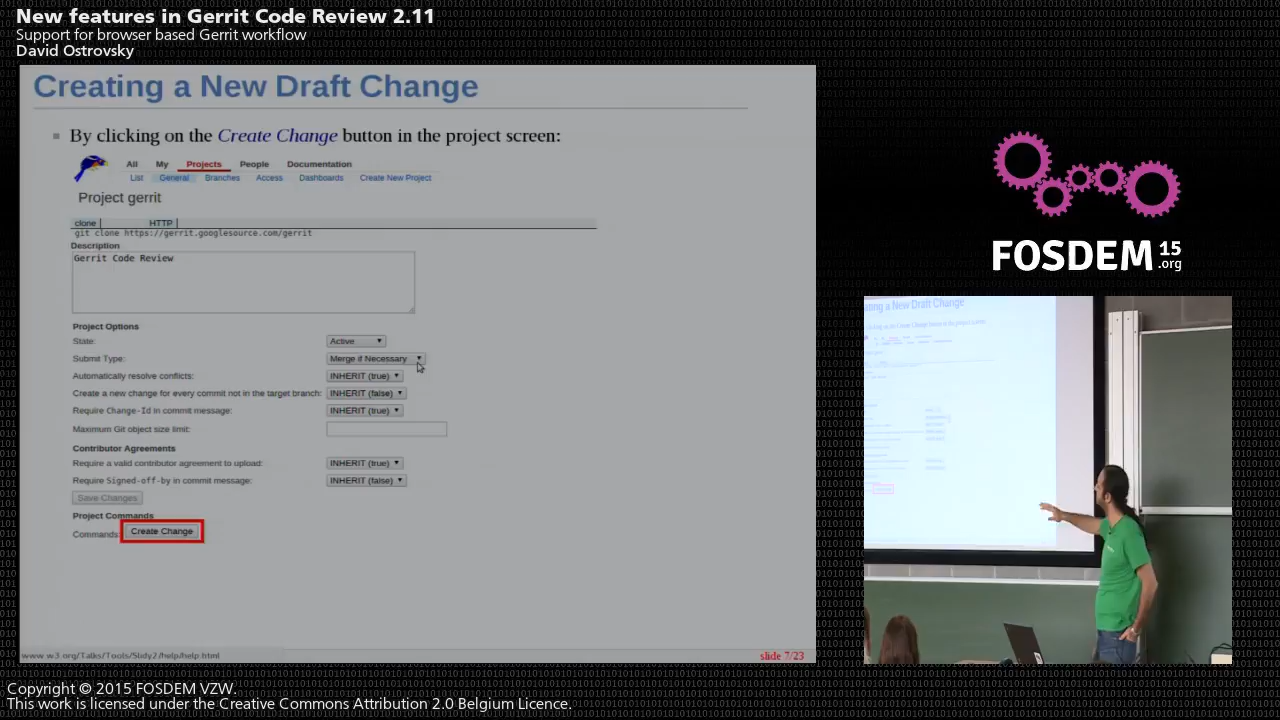 New features in Gerrit Code Review 2.11
Support for browser based Gerrit workflow
David Ostrovsky
Creating a New Draft Change
By clicking on the Create Change button in the project screen:
All My Projects People Documentation
List General Branches Access Dashboards Create New Project
Project gerrit
clone | HTTP |
git clone https://gerrit.googlesource.com/gerrit
Description
Gerrit Code Review
Project Options
State: Active
Submit Type: Merge if Necessary
Automatically resolve conflicts: INHERIT (true)
Create a new change for every commit not in the target branch: INHERIT (false)
Require Change-Id in commit message: INHERIT (true)
Maximum Git object size limit:
Contributor Agreements
Require a valid contributor agreement to upload: INHERIT (true)
Require Signed-off-by in commit message: INHERIT (false)
Save Changes
Project Commands
Commands: Create Change
www w3 org/Talks/Tools/Slidy2/help/help html
slide 7/23
FOSDEM 15
.org
ating a New Draft Change
Copyright © 2015 FOSDEM VZW.
This work is licensed under the Creative Commons Attribution 2.0 Belgium Licence.